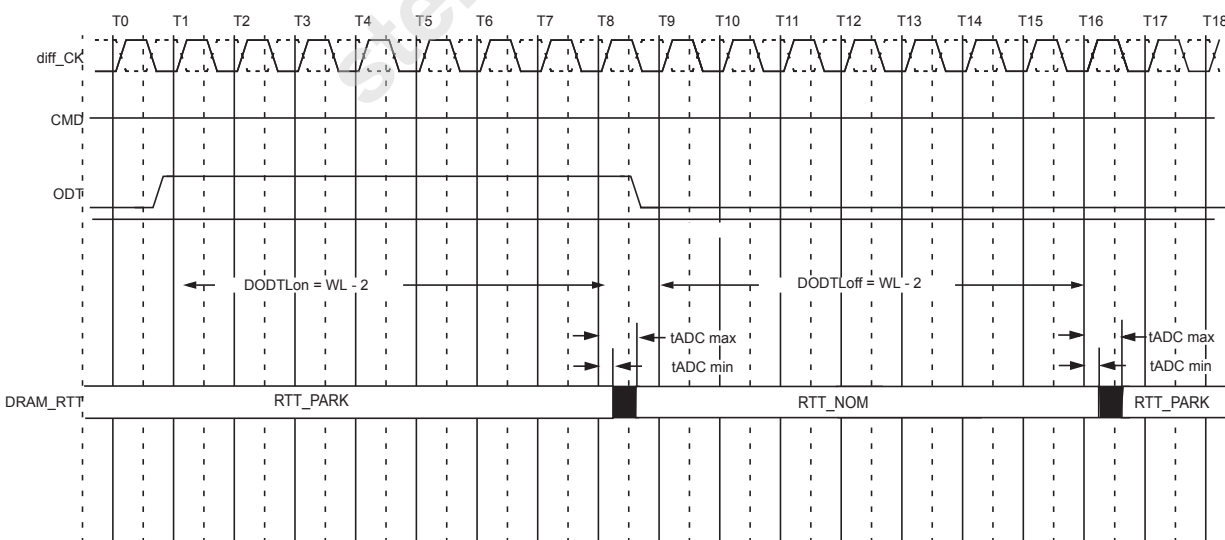 T0 T1 T2 T3 T4 T5 T6 T7 T8 T9 T10 T11 T12 T13 T14 T15 T16 T17 T18
diff_CK
CMD
ODT
DODTLon = WL - 2 DODTLoff = WL - 2
tADC max tADC max
tADC min tADC min
DRAM_RTT RTT_PARK RTT_NOM RTT_PARK